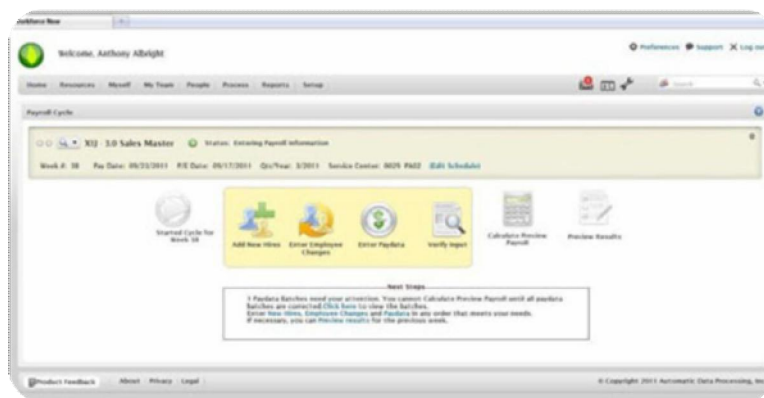 Workforce Now
Welcome, Anthony Albright
Preferences Support Log out
Home Resources Myself My Team People Process Reports Setup
Search
Payroll Cycle
XIJ - 3.0 Sales Master Status: Entering Payroll Information
Week #: 38 Pay Date: 09/23/2011 P/E Date: 09/17/2011 Qtr/Year: 3/2011 Service Center: 0025 (Edit Schedule)
Started Cycle for
Week 38
Add New Hires
Enter Employee
Changes
Enter Paydata
Verify Input
Calculate Preview
Payroll
Preview Results
Next Steps
Paydata Batches need your attention. You cannot Calculate Preview Payroll until all paydata
batches are corrected.Click here to view the batches.
Enter New Hires, Employee Changes and Paydata in any order that meets your needs.
If necessary, you can Preview results for the previous week.
Product Feedback About Privacy Legal
© Copyright 2011 Automatic Data Processing, Inc